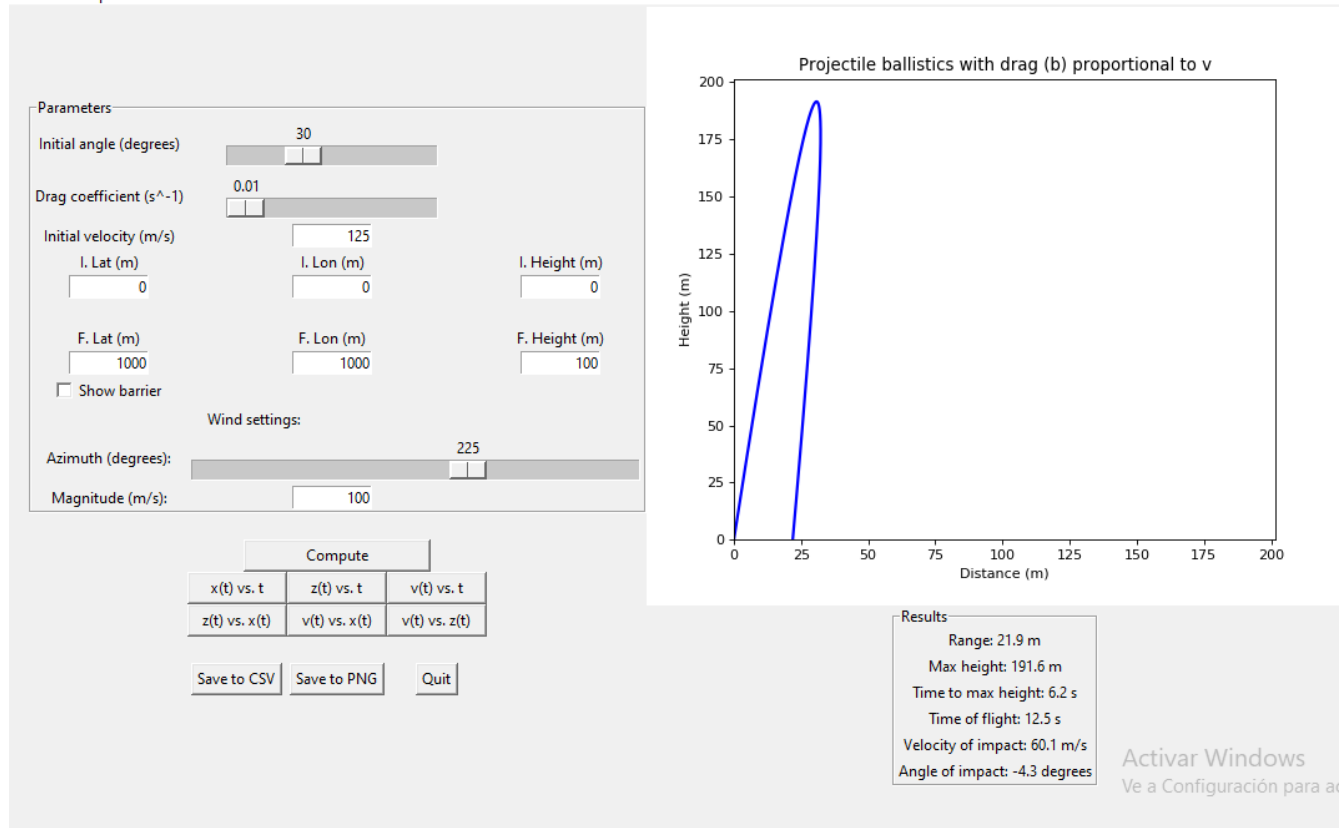 Projectile ballistics with drag (b) proportional to v
Parameters
Initial angle (degrees)
30
Drag coefficient (s^-1)
0.01
Initial velocity (m/s)
125
I. Lat (m) I. Lon (m) I. Height (m)
0 0 0
F. Lat (m) F. Lon (m) F. Height (m)
1000 1000 100
Show barrier
Wind settings:
Azimuth (degrees):
225
Magnitude (m/s):
100
Compute
x(t) vs. t z(t) vs. t v(t) vs. t
z(t) vs. x(t) v(t) vs. x(t) v(t) vs. z(t)
Save to CSV Save to PNG Quit
Height (m)
200
175
150
125
100
75
50
25
0
0 25 50 75 100 125 150 175 200
Distance (m)
Results
Range: 21.9 m
Max height: 191.6 m
Time to max height: 6.2 s
Time of flight: 12.5 s
Velocity of impact: 60.1 m/s
Angle of impact: -4.3 degrees
Activar Windows
Ve a Configuración para